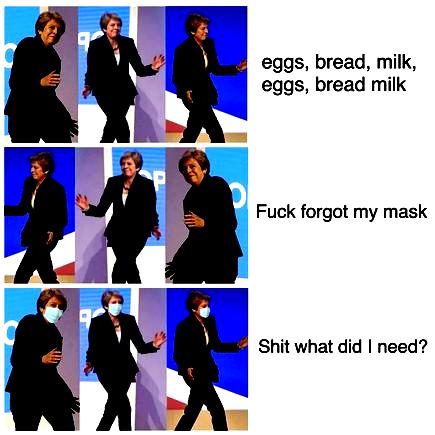 eggs, bread, milk,
eggs, bread milk
Fuck forgot my mask
Shit what did I need?